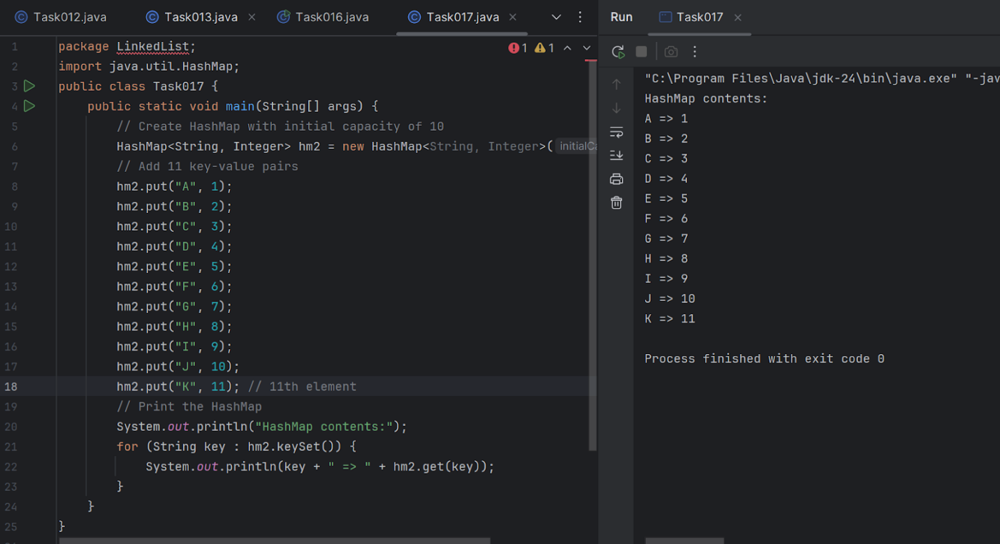 Task012.java
Task013.java
Task016.java
Task017.java
Run
Task017
1 package LinkedList;
1 1
2 import java.util.HashMap;
3 public class Task017 {
4 public static void main(String[] args) {
5 // Create HashMap with initial capacity of 10
6 HashMap<String, Integer> hm2 = new HashMap<String, Integer>(
7 // Add 11 key-value pairs
8 hm2.put("A", 1);
9 hm2.put("B", 2);
10 hm2.put("C", 3);
11 hm2.put("D", 4);
12 hm2.put("E", 5);
13 hm2.put("F", 6);
14 hm2.put("G", 7);
15 hm2.put("H", 8);
16 hm2.put("I", 9);
17 hm2.put("J", 10);
18 hm2.put("K", 11); // 11th element
19 // Print the HashMap
20 System.out.println("HashMap contents:");
21 for (String key : hm2.keySet()) {
22 System.out.println(key + " => " + hm2.get(key));
23 }
24 }
25 }
"C:\Program Files\Java\jdk-24\bin\java.exe" "-jav
HashMap contents:
A => 1
B => 2
C => 3
D => 4
E => 5
F => 6
G => 7
H => 8
I => 9
J => 10
K => 11
Process finished with exit code 0